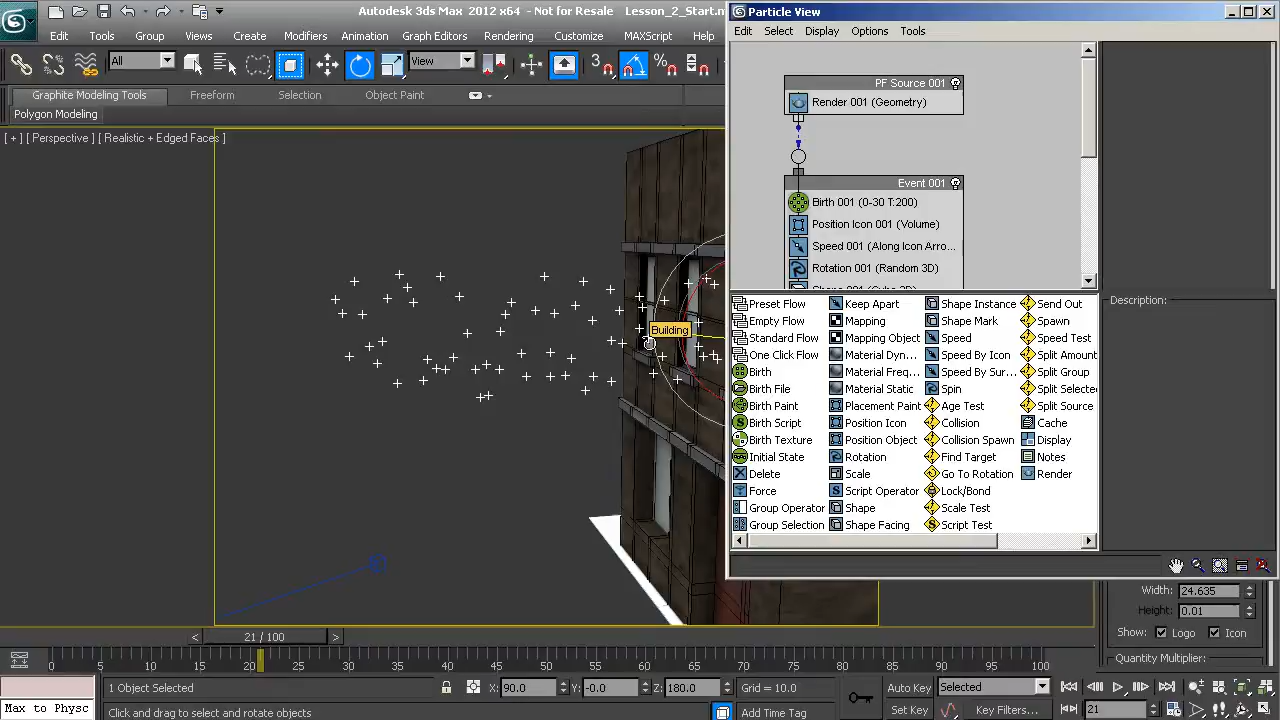 Autodesk 3ds Max 2012 x64 - Not for Resale Lesson_2_Start.m
Edit Tools Group Views Create Modifiers Animation Graph Editors Rendering Customize MAXScript Help
All View 3
Graphite Modeling Tools Freeform Selection Object Paint
Polygon Modeling
[ + ] [ Perspective ] [ Realistic + Edged Faces ]
Building
Particle View
Edit Select Display Options Tools
PF Source 001
Render 001 (Geometry)
Event 001
Birth 001 (0-30 T:200)
Position Icon 001 (Volume)
Speed 001 (Along Icon Arro...
Rotation 001 (Random 3D)
Shape 001 (Cube 3D)
Preset Flow Keep Apart Shape Instance Send Out
Empty Flow Mapping Shape Mark Spawn
Standard Flow Mapping Object Speed Speed Test
One Click Flow Material Dyn... Speed By Icon Split Amount
Birth Material Freq... Speed By Sur... Split Group
Birth File Material Static Spin Split Selecte
Birth Paint Placement Paint Age Test Split Source
Birth Script Position Icon Collision Cache
Birth Texture Position Object Collision Spawn Display
Initial State Rotation Find Target Notes
Delete Scale Go To Rotation Render
Force Script Operator Lock/Bond
Group Operator Shape Scale Test
Group Selection Shape Facing Script Test
Description:
Width: 24.635
Height: 0.01
Show: Logo Icon
Quantity Multiplier:
< 21 / 100 >
0 5 10 15 20 25 30 35 40 45 50 55 60 65 70 75 80 85 90 95 100
1 Object Selected X: 90.0 Y: -0.0 Z: 180.0 Grid = 10.0 Auto Key Selected
Max to Physc Click and drag to select and rotate objects Add Time Tag Set Key Key Filters... 21